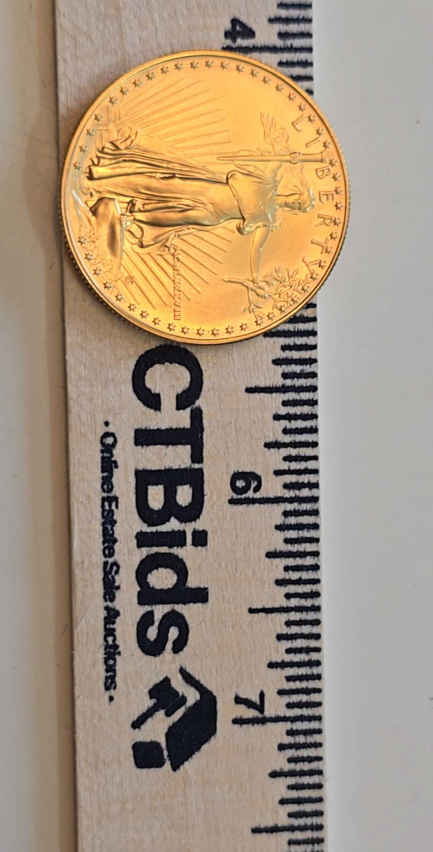 LIBERTY
4
6
7
CTBids
· Online Estate Sale Auctions ·